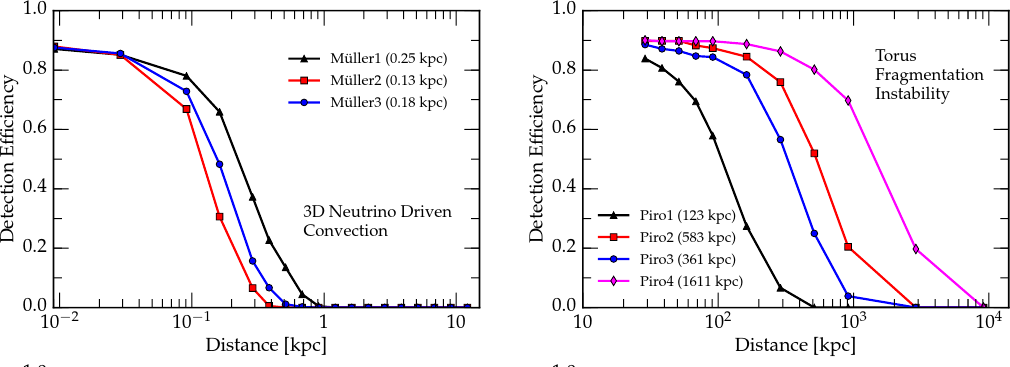 1.0
0.8
0.6
0.4
0.2
0.0
Detection Efficiency
Müller1 (0.25 kpc)
Müller2 (0.13 kpc)
Müller3 (0.18 kpc)
3D Neutrino Driven
Convection
10⁻²
10⁻¹
1
10
Distance [kpc]
1.0
0.8
0.6
0.4
0.2
0.0
Detection Efficiency
Torus
Fragmentation
Instability
Piro1 (123 kpc)
Piro2 (583 kpc)
Piro3 (361 kpc)
Piro4 (1611 kpc)
10
10²
10³
10⁴
Distance [kpc]